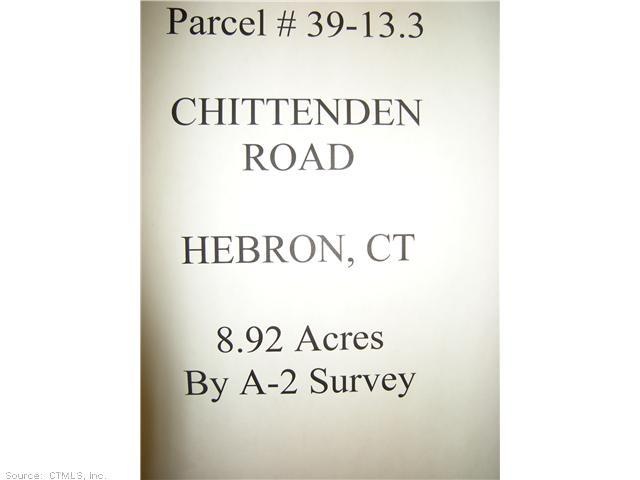 Parcel # 39-13.3
CHITTENDEN
ROAD
HEBRON, CT
8.92 Acres
By A-2 Survey
Source: CTMLS, Inc.